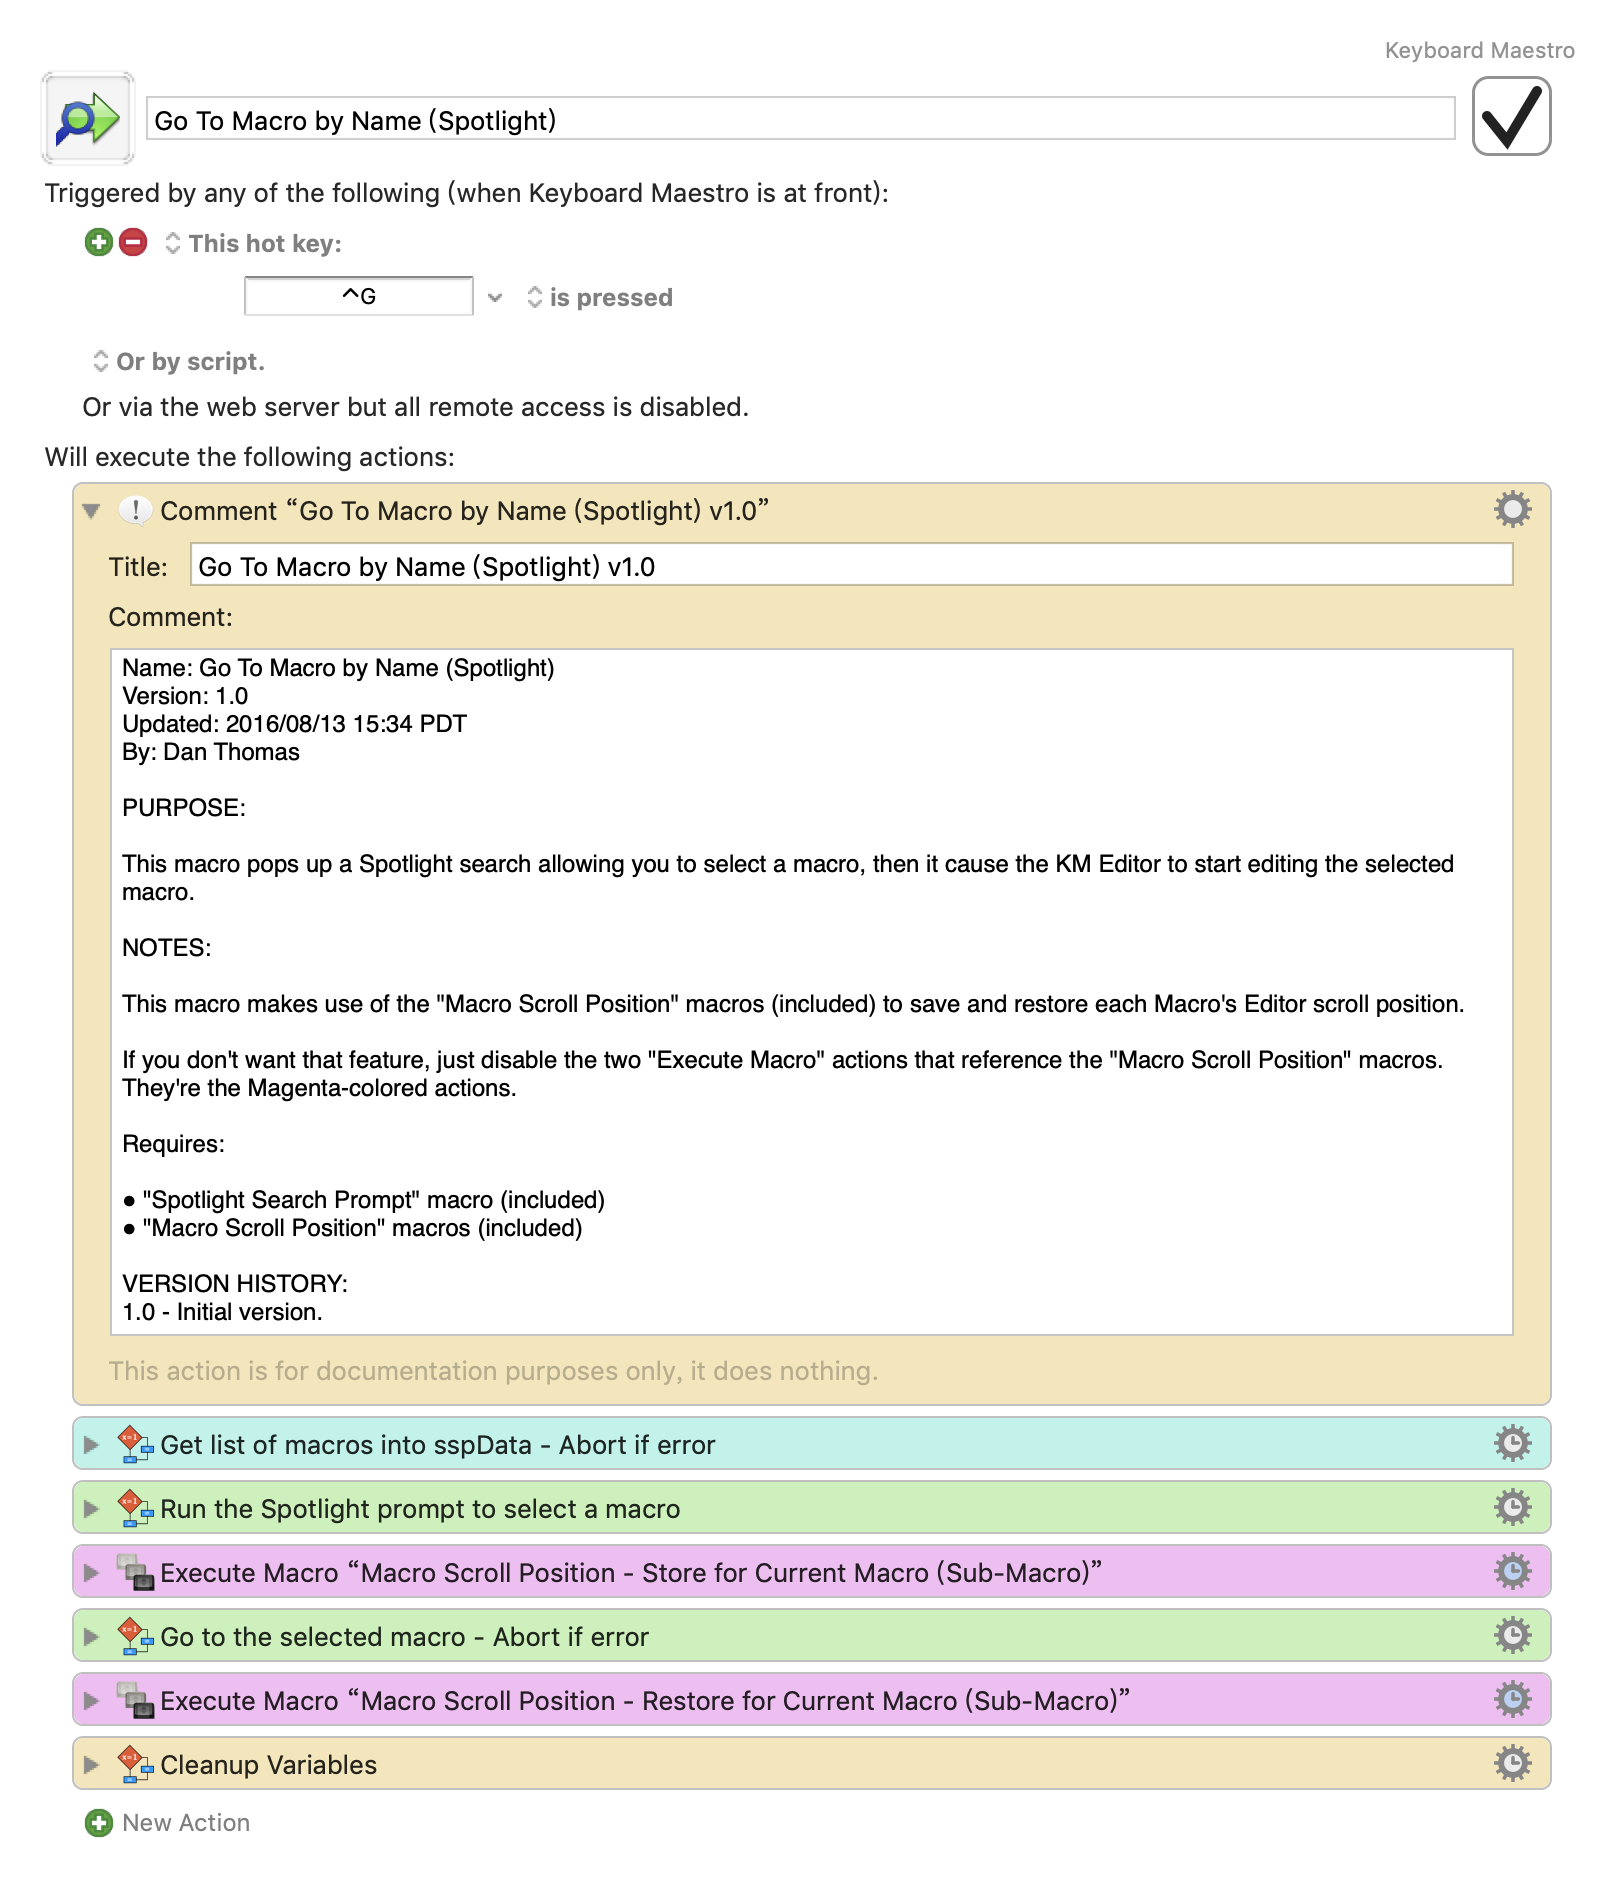 Keyboard Maestro
Go To Macro by Name (Spotlight)
Triggered by any of the following (when Keyboard Maestro is at front):
This hot key:
^G
is pressed
Or by script.
Or via the web server but all remote access is disabled.
Will execute the following actions:
Comment “Go To Macro by Name (Spotlight) v1.0”
Title: Go To Macro by Name (Spotlight) v1.0
Comment:
Name: Go To Macro by Name (Spotlight)
Version: 1.0
Updated: 2016/08/13 15:34 PDT
By: Dan Thomas
PURPOSE:
This macro pops up a Spotlight search allowing you to select a macro, then it cause the KM Editor to start editing the selected
macro.
NOTES:
This macro makes use of the "Macro Scroll Position" macros (included) to save and restore each Macro's Editor scroll position.
If you don't want that feature, just disable the two "Execute Macro" actions that reference the "Macro Scroll Position" macros.
They're the Magenta-colored actions.
Requires:
● "Spotlight Search Prompt" macro (included)
● "Macro Scroll Position" macros (included)
VERSION HISTORY:
1.0 - Initial version.
This action is for documentation purposes only, it does nothing.
Get list of macros into sspData - Abort if error
Run the Spotlight prompt to select a macro
Execute Macro “Macro Scroll Position - Store for Current Macro (Sub-Macro)”
Go to the selected macro - Abort if error
Execute Macro “Macro Scroll Position - Restore for Current Macro (Sub-Macro)”
Cleanup Variables
New Action